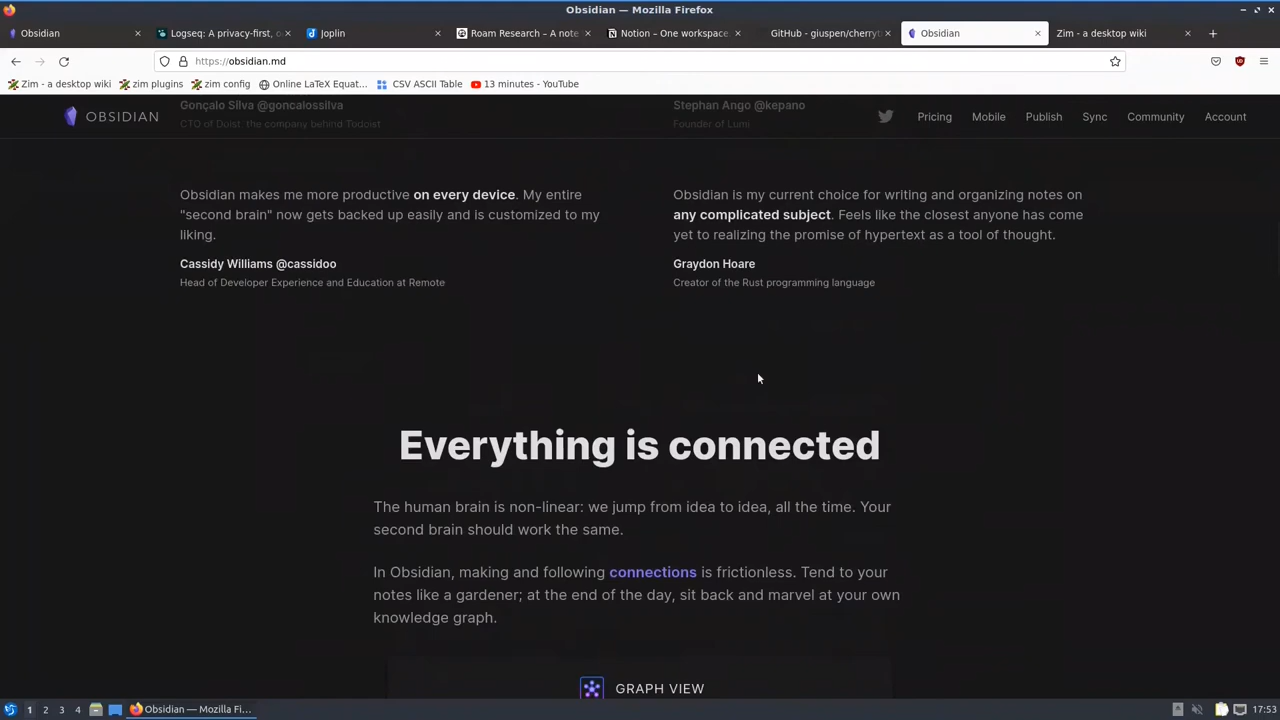 Obsidian — Mozilla Firefox
Obsidian
Logseq: A privacy-first, o
Joplin
Roam Research – A note
Notion – One workspace.
GitHub - giuspen/cherryt
Obsidian
Zim - a desktop wiki
https://obsidian.md
Zim - a desktop wiki
zim plugins
zim config
Online LaTeX Equat...
CSV ASCII Table
13 minutes - YouTube
Gonçalo Silva @goncalossilva
CTO of Doist, the company behind Todoist
Stephan Ango @kepano
Founder of Lumi
OBSIDIAN
Pricing
Mobile
Publish
Sync
Community
Account
Obsidian makes me more productive on every device. My entire
"second brain" now gets backed up easily and is customized to my
liking.
Cassidy Williams @cassidoo
Head of Developer Experience and Education at Remote
Obsidian is my current choice for writing and organizing notes on
any complicated subject. Feels like the closest anyone has come
yet to realizing the promise of hypertext as a tool of thought.
Graydon Hoare
Creator of the Rust programming language
Everything is connected
The human brain is non-linear: we jump from idea to idea, all the time. Your
second brain should work the same.
In Obsidian, making and following connections is frictionless. Tend to your
notes like a gardener; at the end of the day, sit back and marvel at your own
knowledge graph.
GRAPH VIEW
1 2 3 4
Obsidian — Mozilla Fi...
17:53